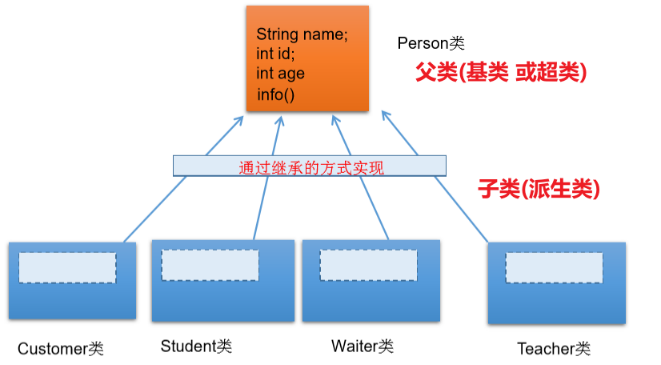 String name;
int id;
int age
info()
Person类
父类(基类 或超类)
通过继承的方式实现
子类(派生类)
Customer类
Student类
Waiter类
Teacher类